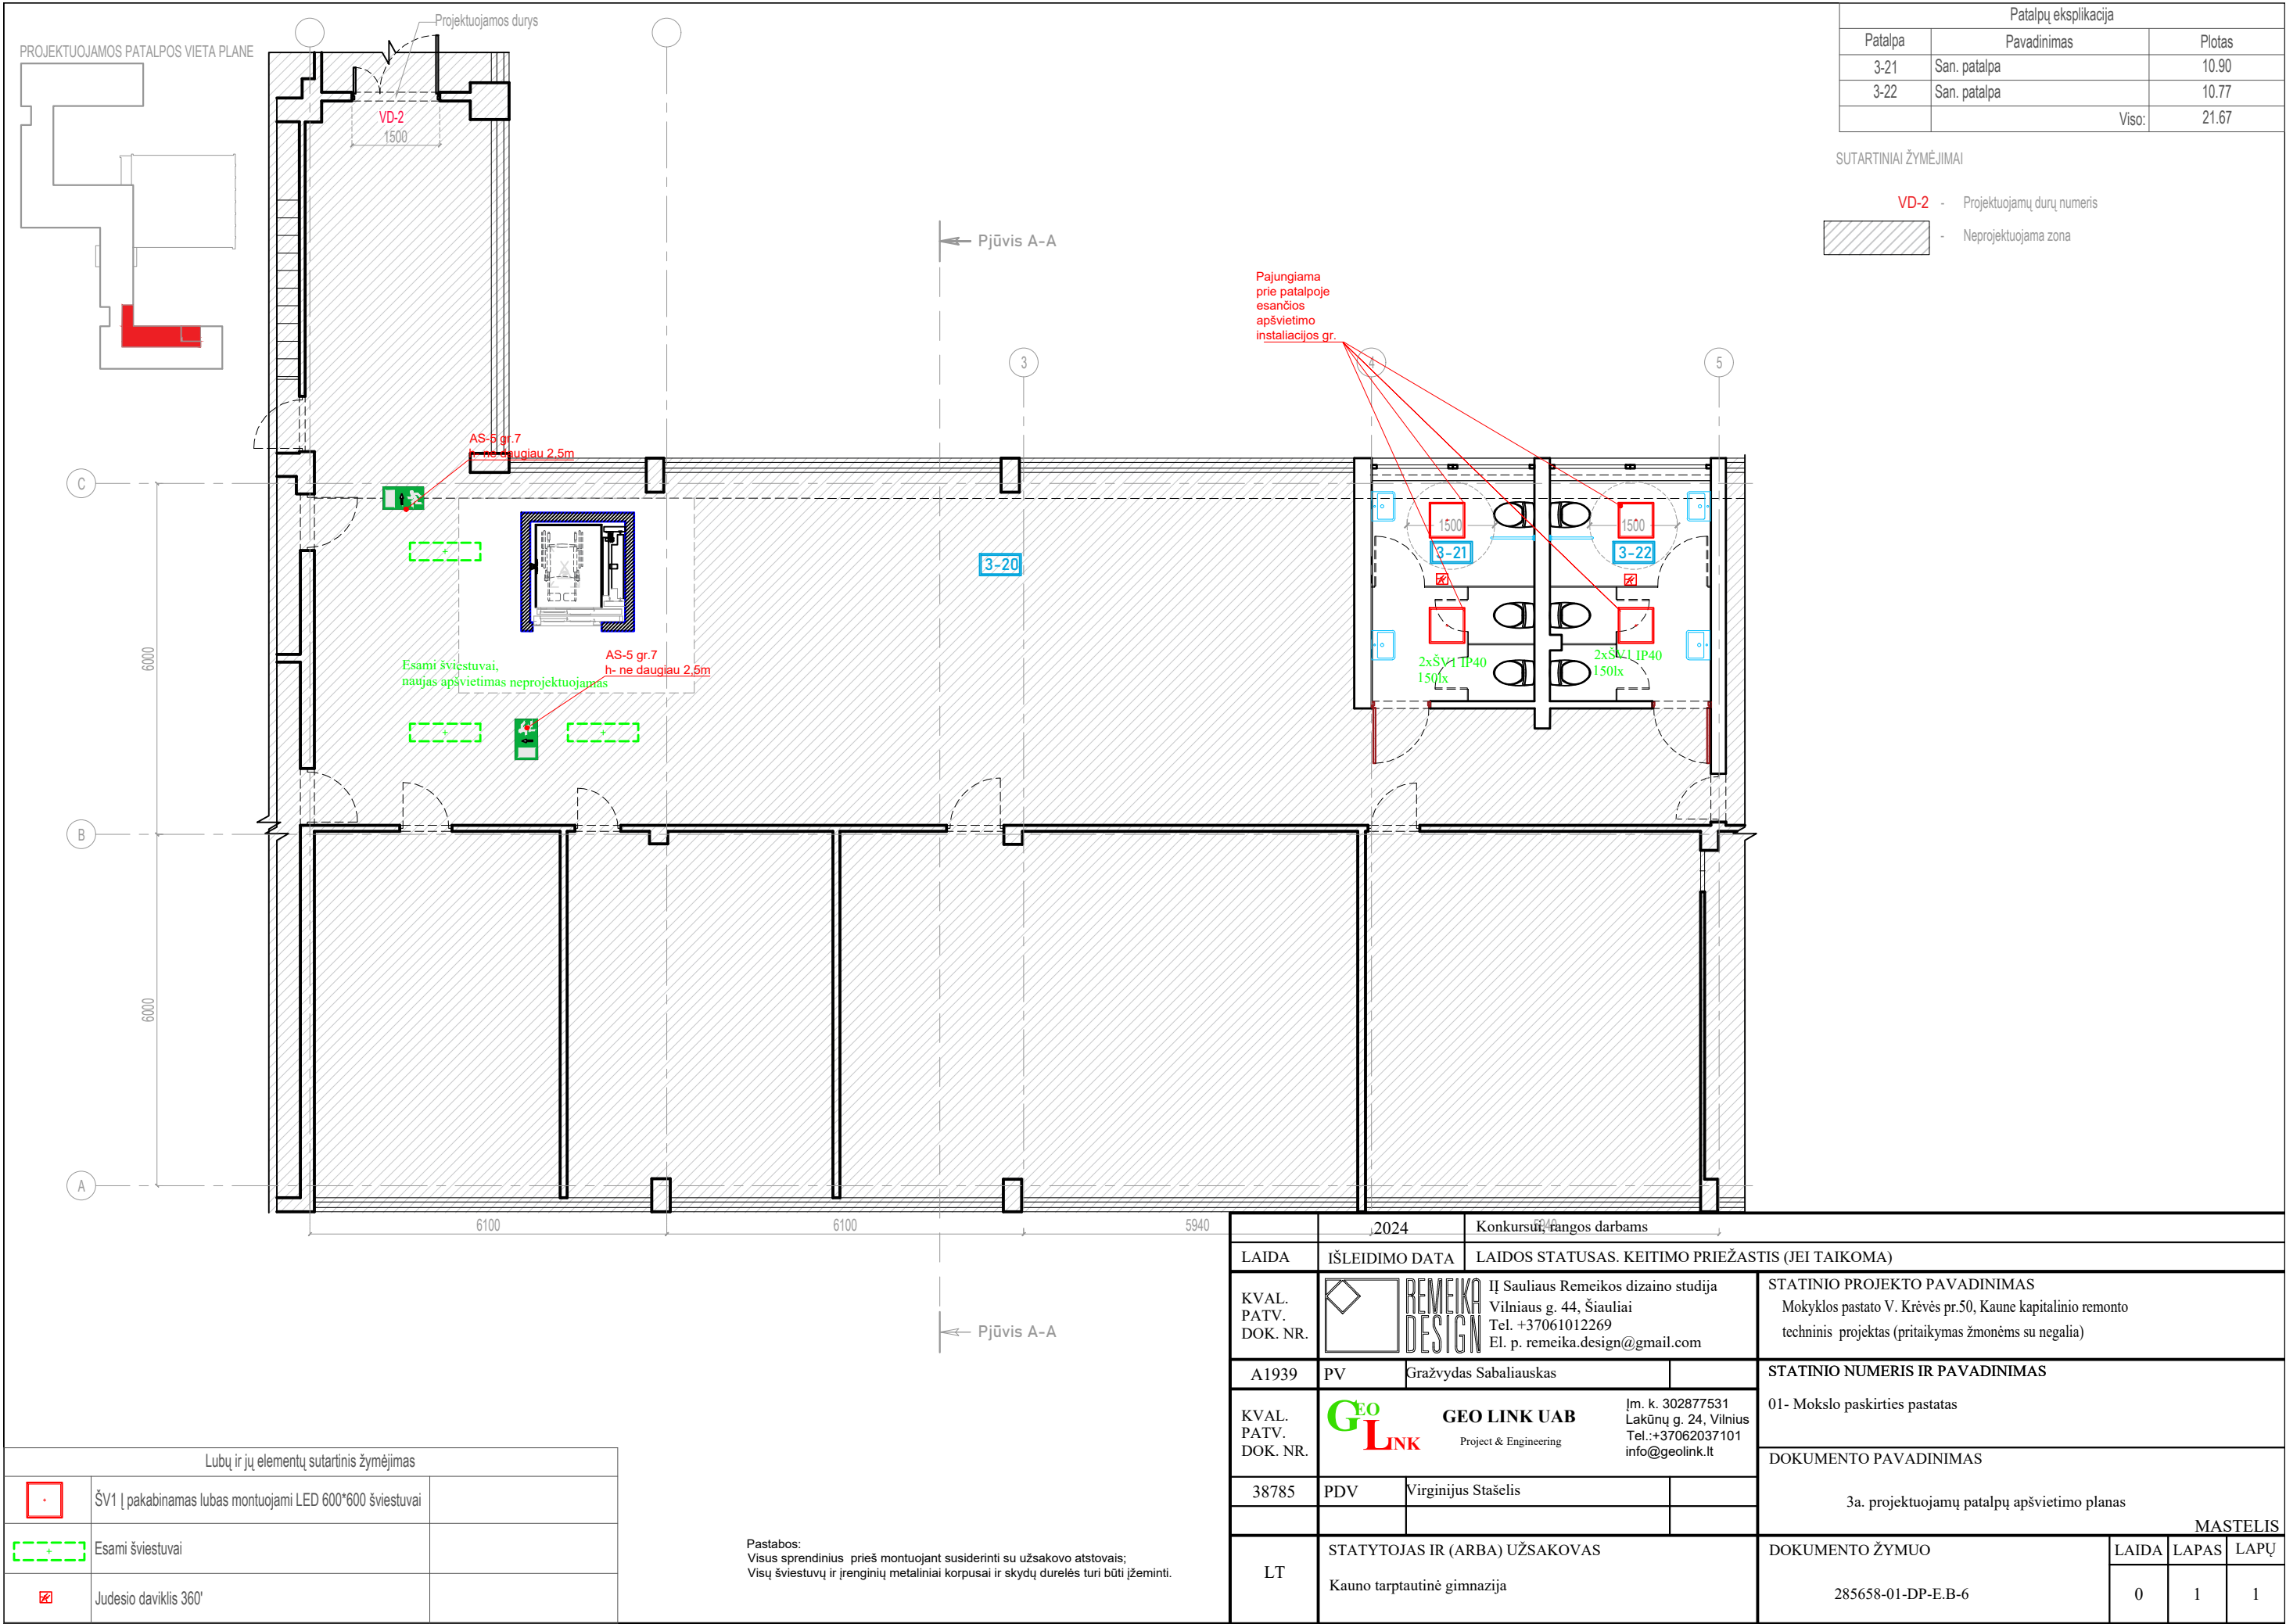 PROJEKTUOJAMOS PATALPOS VIETA PLANE
Projektuojamos durys
VD-2
1500
Patalpų eksplikacija
Patalpa Pavadinimas Plotas
3-21 San. patalpa 10.90
3-22 San. patalpa 10.77
Viso: 21.67
SUTARTINIAI ŽYMĖJIMAI
VD-2 - Projektuojamų durų numeris
- Neprojektuojama zona
Pjūvis A-A
Pajungiama
prie patalpoje
esančios
apšvietimo
instaliacijos gr.
3
4
5
AS-5 gr.7
h- ne daugiau 2,5m
C
1500
1500
3-20
3-21
3-22
6000
Esami šviestuvai,
naujas apšvietimas neprojektuojamas
AS-5 gr.7
h- ne daugiau 2,5m
2xŠV1 IP40
150lx
2xŠV1 IP40
150lx
B
6000
A
6100
6100
5940
5940
Pjūvis A-A
2024 Konkursui, rangos darbams
LAIDA IŠLEIDIMO DATA LAIDOS STATUSAS. KEITIMO PRIEŽASTIS (JEI TAIKOMA)
KVAL.
PATV.
DOK. NR.
REMEIKA
DESIGN
IĮ Sauliaus Remeikos dizaino studija
Vilniaus g. 44, Šiauliai
Tel. +37061012269
El. p. remeika.design@gmail.com
STATINIO PROJEKTO PAVADINIMAS
Mokyklos pastato V. Krėvės pr.50, Kaune kapitalinio remonto
techninis projektas (pritaikymas žmonėms su negalia)
A1939 PV Gražvydas Sabaliauskas
STATINIO NUMERIS IR PAVADINIMAS
01- Mokslo paskirties pastatas
KVAL.
PATV.
DOK. NR.
GEO
LINK
GEO LINK UAB
Project & Engineering
Įm. k. 302877531
Lakūnų g. 24, Vilnius
Tel.:+37062037101
info@geolink.lt
DOKUMENTO PAVADINIMAS
3a. projektuojamų patalpų apšvietimo planas
38785 PDV Virginijus Stašelis
MASTELIS
LT
STATYTOJAS IR (ARBA) UŽSAKOVAS
Kauno tarptautinė gimnazija
DOKUMENTO ŽYMUO
285658-01-DP-E.B-6
LAIDA LAPAS LAPŲ
0 1 1
Lubų ir jų elementų sutartinis žymėjimas
ŠV1 Į pakabinamas lubas montuojami LED 600*600 šviestuvai
Esami šviestuvai
Judesio daviklis 360'
Pastabos:
Visus sprendinius prieš montuojant susiderinti su užsakovo atstovais;
Visų šviestuvų ir įrenginių metaliniai korpusai ir skydų durelės turi būti įžeminti.